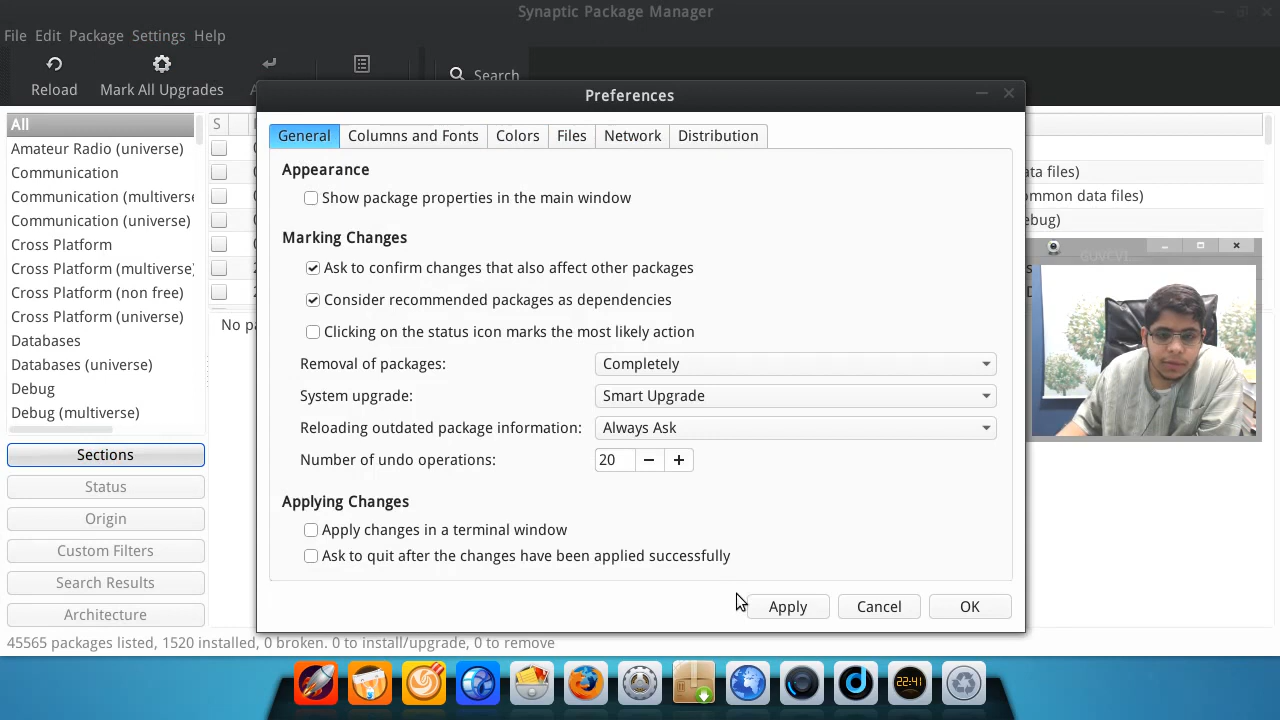 Synaptic Package Manager
File Edit Package Settings Help
Reload
Mark All Upgrades
Search
Preferences
General
Columns and Fonts
Colors
Files
Network
Distribution
Appearance
Show package properties in the main window
Marking Changes
Ask to confirm changes that also affect other packages
Consider recommended packages as dependencies
Clicking on the status icon marks the most likely action
Removal of packages: Completely
System upgrade: Smart Upgrade
Reloading outdated package information: Always Ask
Number of undo operations: 20
Applying Changes
Apply changes in a terminal window
Ask to quit after the changes have been applied successfully
Apply
Cancel
OK
All
S
Amateur Radio (universe)
Communication
Communication (multivers
Communication (universe)
Cross Platform
Cross Platform (multiverse
Cross Platform (non free)
Cross Platform (universe)
Databases
Databases (universe)
Debug
Debug (multiverse)
ata files)
ommon data files)
ebug)
No pa
Sections
Status
Origin
Custom Filters
Search Results
Architecture
45565 packages listed, 1520 installed, 0 broken. 0 to install/upgrade, 0 to remove
22:41